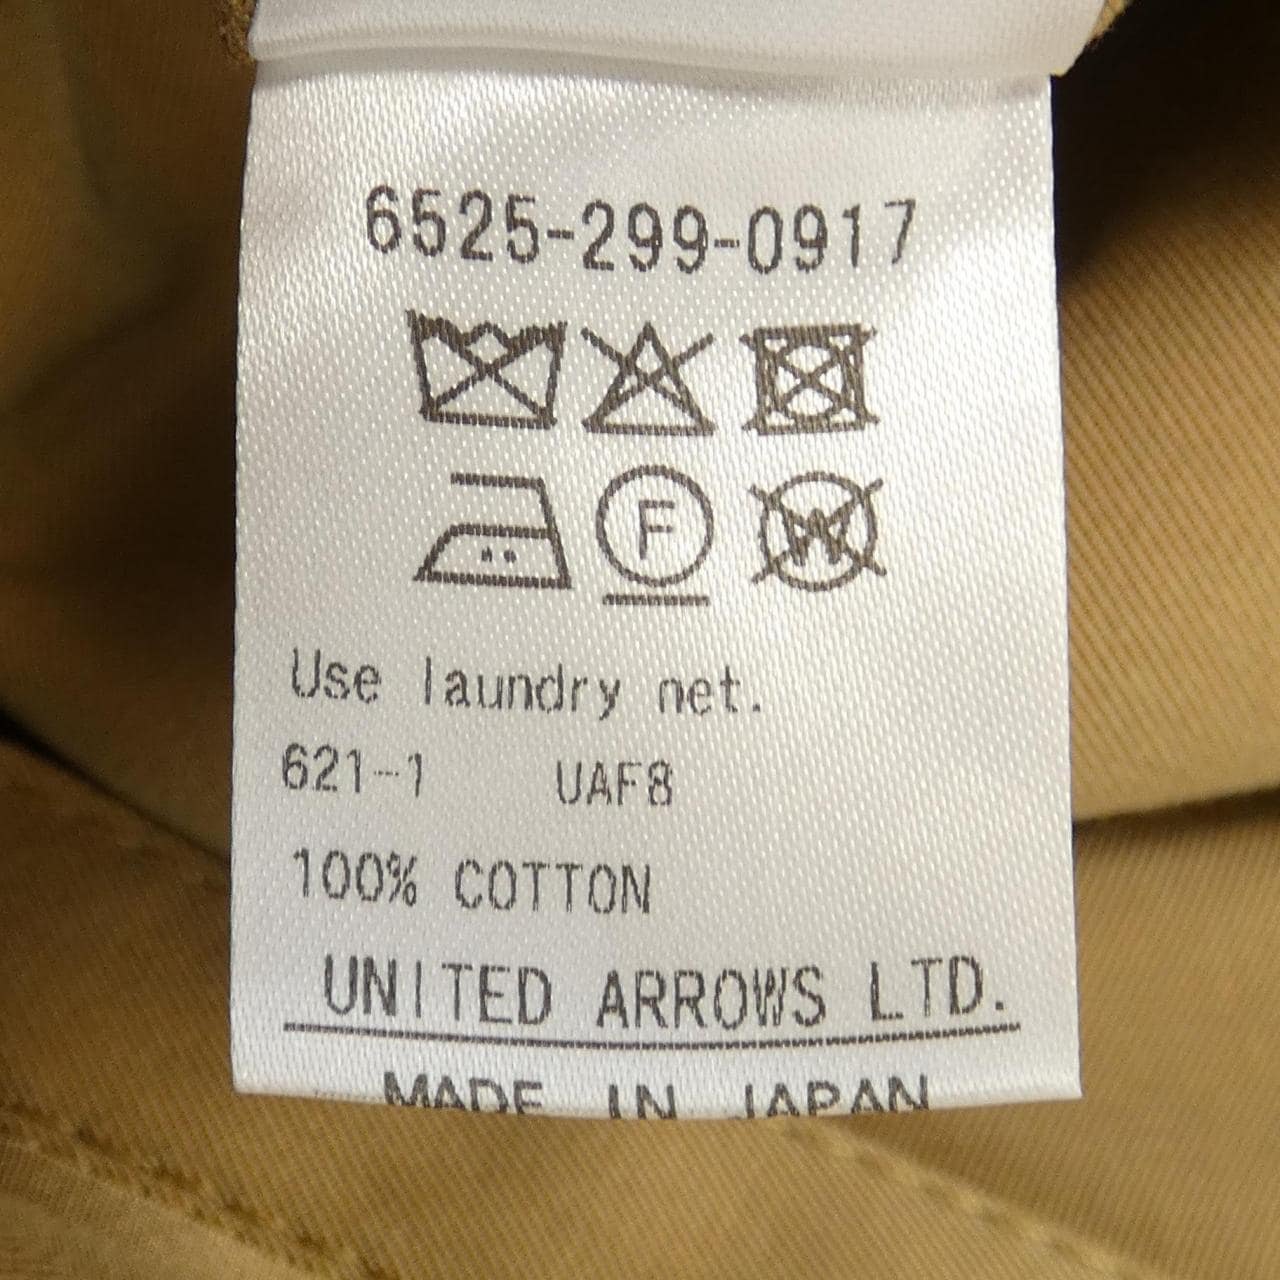 6525-299-0917
F
W
Use laundry net.
621-1 UAF8
100% COTTON
UNITED ARROWS LTD.
MADE IN JAPAN